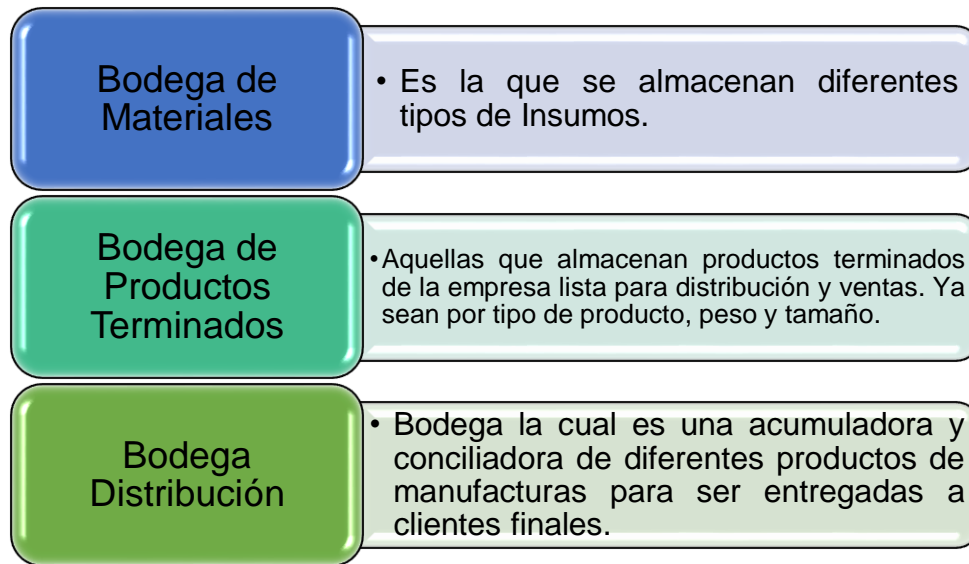 Bodega de
Materiales
• Es la que se almacenan diferentes
tipos de Insumos.
Bodega de
Productos
Terminados
•Aquellas que almacenan productos terminados
de la empresa lista para distribución y ventas. Ya
sean por tipo de producto, peso y tamaño.
Bodega
Distribución
• Bodega la cual es una acumuladora y
conciliadora de diferentes productos de
manufacturas para ser entregadas a
clientes finales.